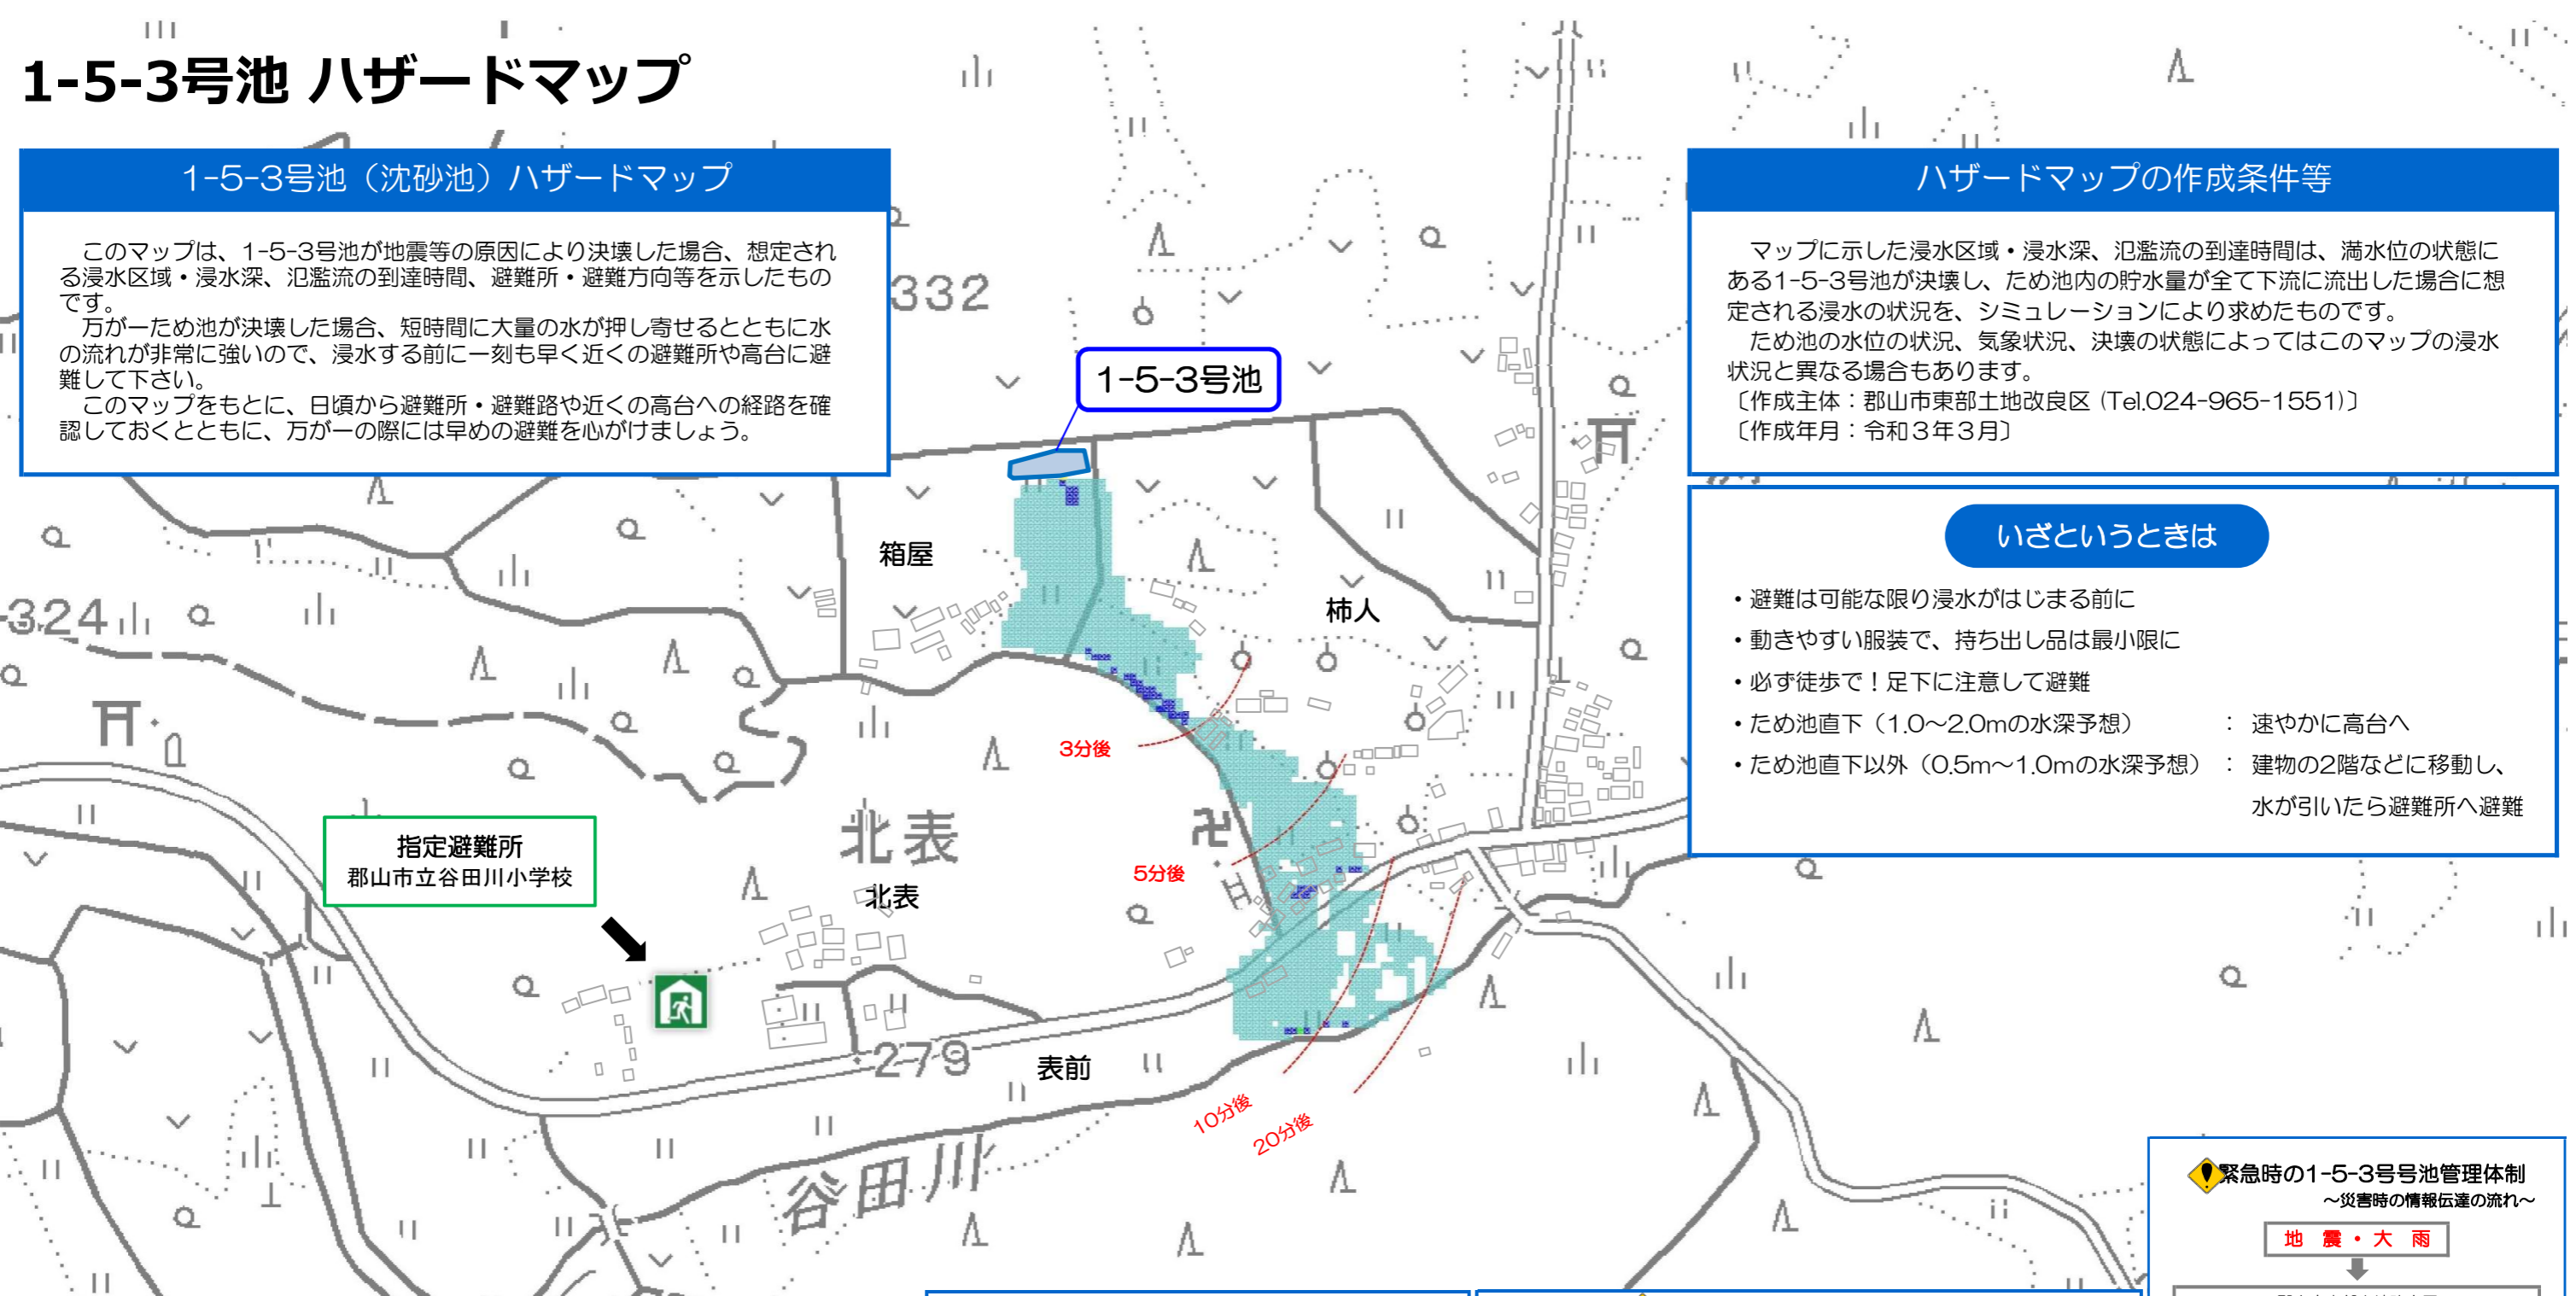 1-5-3号池 ハザードマップ
1-5-3号池（沈砂池）ハザードマップ
このマップは、1-5-3号池が地震等の原因により決壊した場合、想定され
る浸水区域・浸水深、氾濫流の到達時間、避難所・避難方向等を示したもの
です。
万が一ため池が決壊した場合、短時間に大量の水が押し寄せるとともに水
の流れが非常に強いので、浸水する前に一刻も早く近くの避難所や高台に避
難して下さい。
このマップをもとに、日頃から避難所・避難路や近くの高台への経路を確
認しておくとともに、万が一の際には早めの避難を心がけましょう。
ハザードマップの作成条件等
マップに示した浸水区域・浸水深、氾濫流の到達時間は、満水位の状態に
ある1-5-3号池が決壊し、ため池内の貯水量が全て下流に流出した場合に想
定される浸水の状況を、シミュレーションにより求めたものです。
ため池の水位の状況、気象状況、決壊の状態によってはこのマップの浸水
状況と異なる場合もあります。
〔作成主体：郡山市東部土地改良区 (Tel.024-965-1551)〕
〔作成年月：令和３年３月〕
いざというときは
・避難は可能な限り浸水がはじまる前に
・動きやすい服装で、持ち出し品は最小限に
・必ず徒歩で！足下に注意して避難
・ため池直下（1.0～2.0mの水深予想） ： 速やかに高台へ
・ため池直下以外（0.5m～1.0mの水深予想） ： 建物の2階などに移動し、
水が引いたら避難所へ避難
332
1-5-3号池
箱屋
柿人
324
3分後
北表
北表
5分後
指定避難所
郡山市立谷田川小学校
279
表前
10分後
20分後
谷田川
緊急時の1-5-3号号池管理体制
～災害時の情報伝達の流れ～
地 震・大 雨